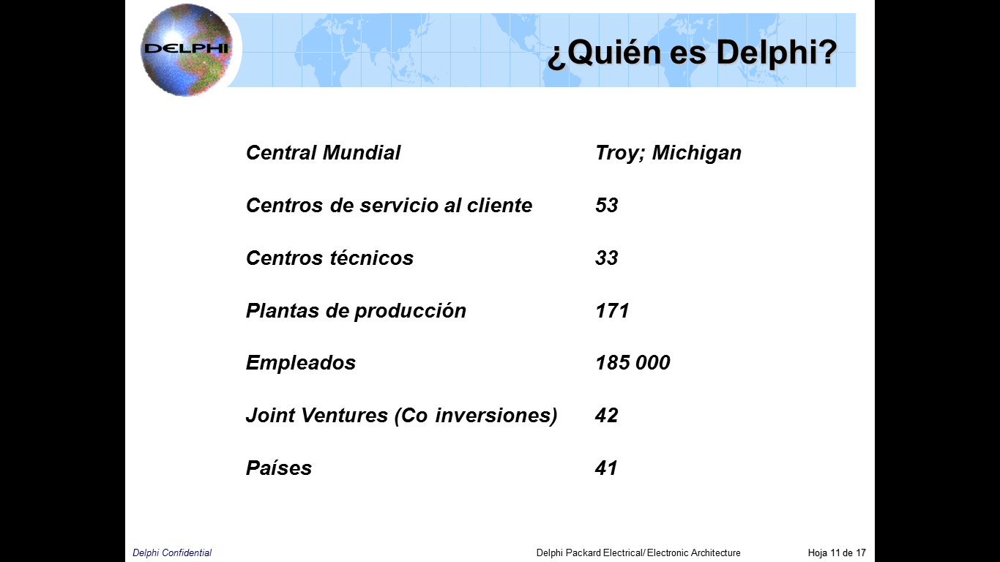 DELPHI
¿Quién es Delphi?
Central Mundial Troy; Michigan
Centros de servicio al cliente 53
Centros técnicos 33
Plantas de producción 171
Empleados 185 000
Joint Ventures (Co inversiones) 42
Países 41
Delphi Confidential Delphi Packard Electrical/ Electronic Architecture Hoja 11 de 17